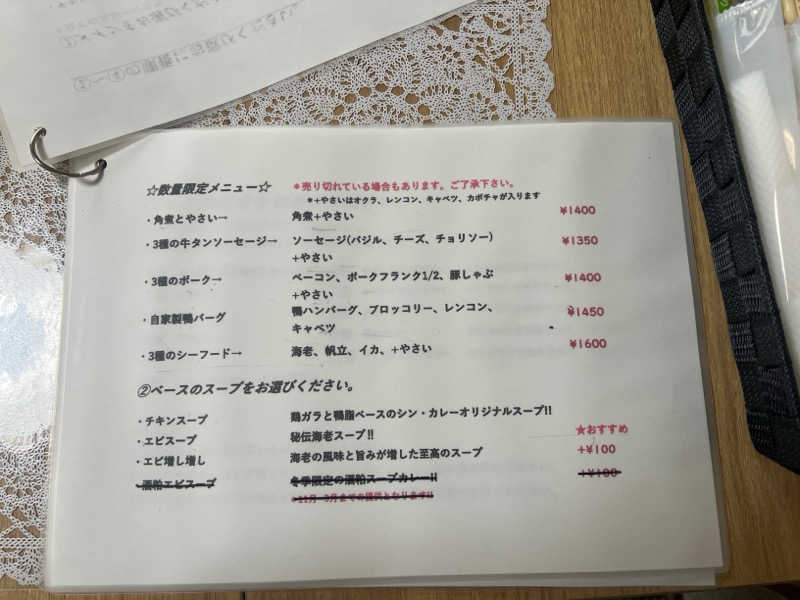 ☆数量限定メニュー☆ ＊売り切れている場合もあります。ご了承下さい。
＊+やさいはオクラ、レンコン、キャベツ、カボチャが入ります
・角煮とやさい→ 角煮+やさい ¥1400
・3種の牛タンソーセージ→ ソーセージ(バジル、チーズ、チョリソー) ¥1350
+やさい
・3種のポーク→ ベーコン、ポークフランク1/2、豚しゃぶ ¥1400
+やさい
・自家製鴨バーグ 鴨ハンバーグ、ブロッコリー、レンコン、 ¥1450
キャベツ
・3種のシーフード→ 海老、帆立、イカ、+やさい ¥1600
②ベースのスープをお選びください。
・チキンスープ 鶏ガラと鴨脂ベースのシン・カレーオリジナルスープ!!
・エビスープ 秘伝海老スープ!! ★おすすめ
・エビ増し増し 海老の風味と旨みが増した至高のスープ +¥100
・酒粕エビスープ 冬季限定の酒粕スープカレー!! +¥100